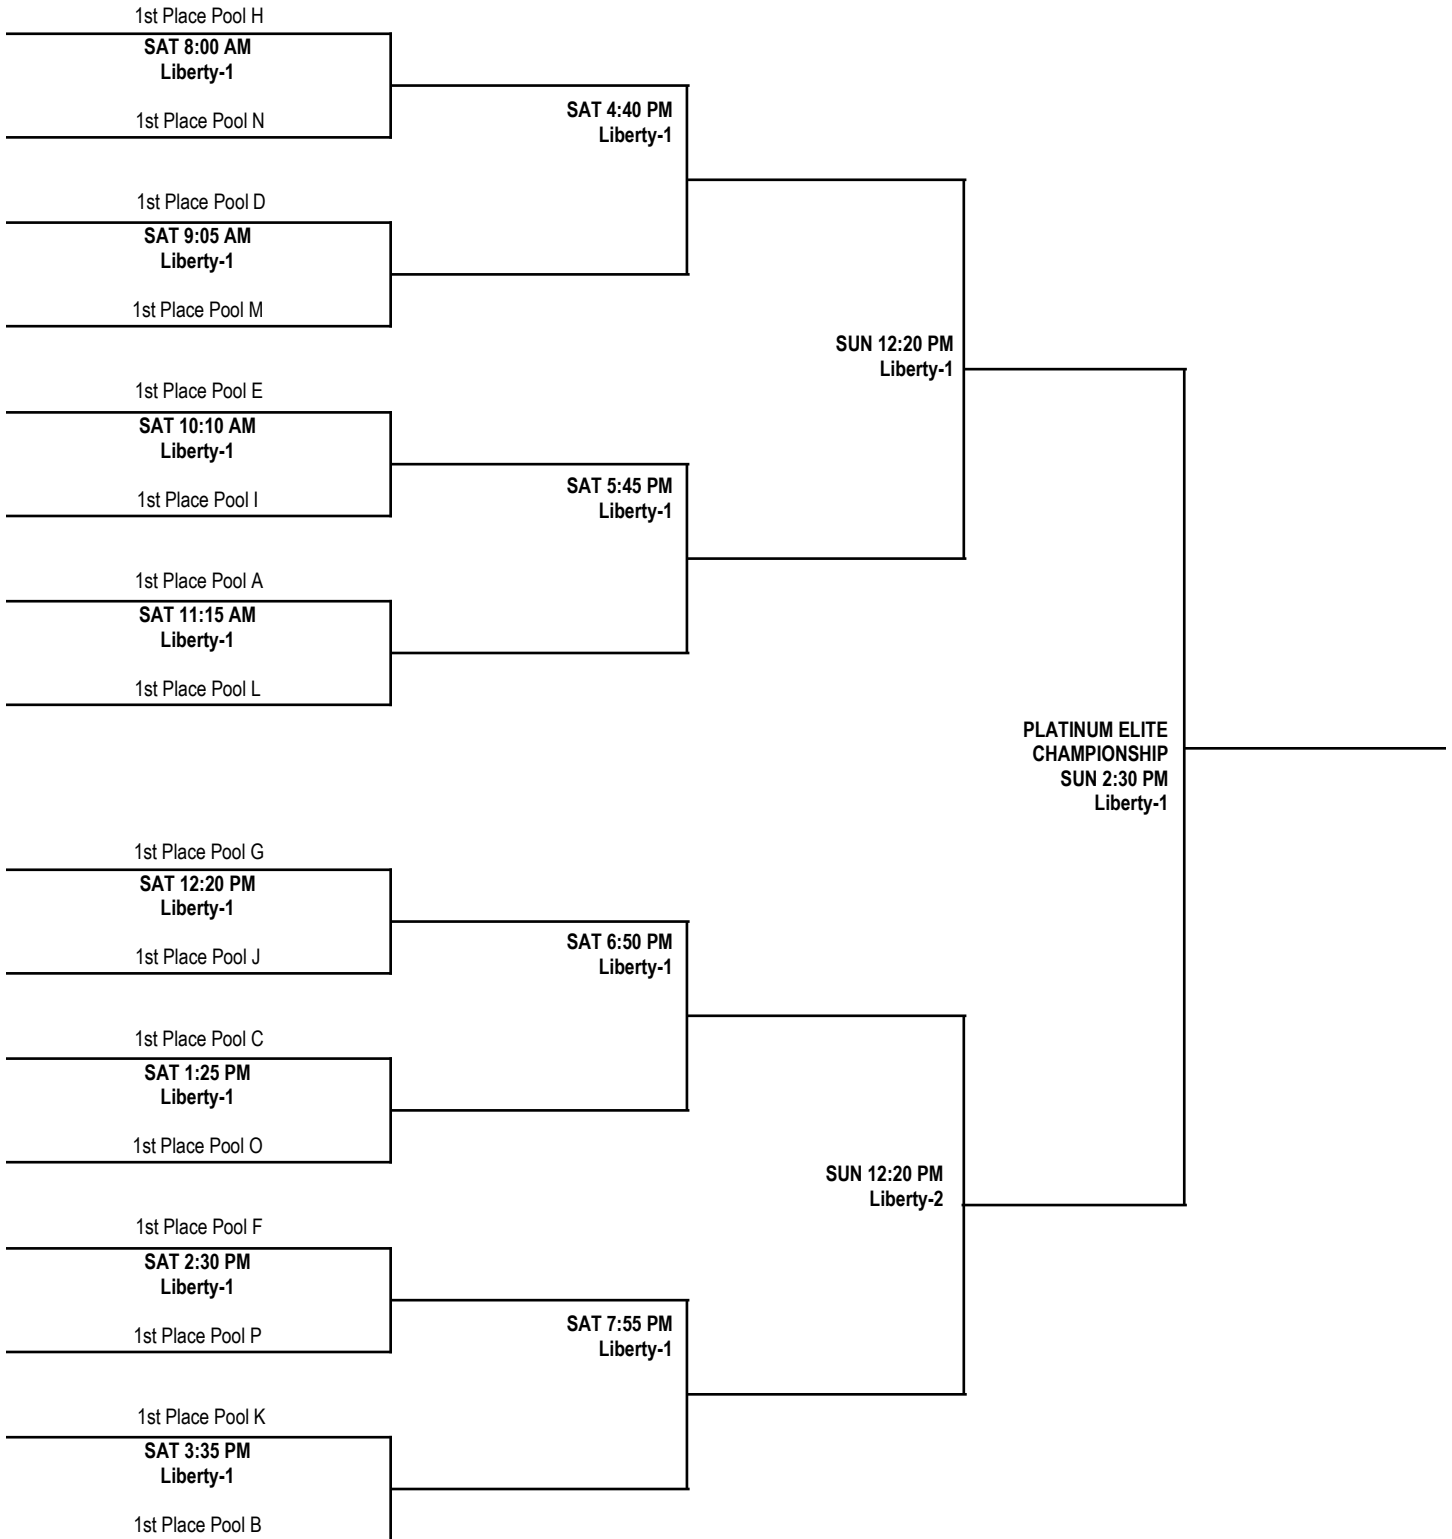 1st Place Pool H
SAT 8:00 AM
Liberty-1
1st Place Pool N
1st Place Pool D
SAT 9:05 AM
Liberty-1
1st Place Pool M
1st Place Pool E
SAT 10:10 AM
Liberty-1
1st Place Pool I
1st Place Pool A
SAT 11:15 AM
Liberty-1
1st Place Pool L
1st Place Pool G
SAT 12:20 PM
Liberty-1
1st Place Pool J
1st Place Pool C
SAT 1:25 PM
Liberty-1
1st Place Pool O
1st Place Pool F
SAT 2:30 PM
Liberty-1
1st Place Pool P
1st Place Pool K
SAT 3:35 PM
Liberty-1
1st Place Pool B
SAT 4:40 PM
Liberty-1
SAT 5:45 PM
Liberty-1
SAT 6:50 PM
Liberty-1
SAT 7:55 PM
Liberty-1
SUN 12:20 PM
Liberty-1
SUN 12:20 PM
Liberty-2
PLATINUM ELITE
CHAMPIONSHIP
SUN 2:30 PM
Liberty-1